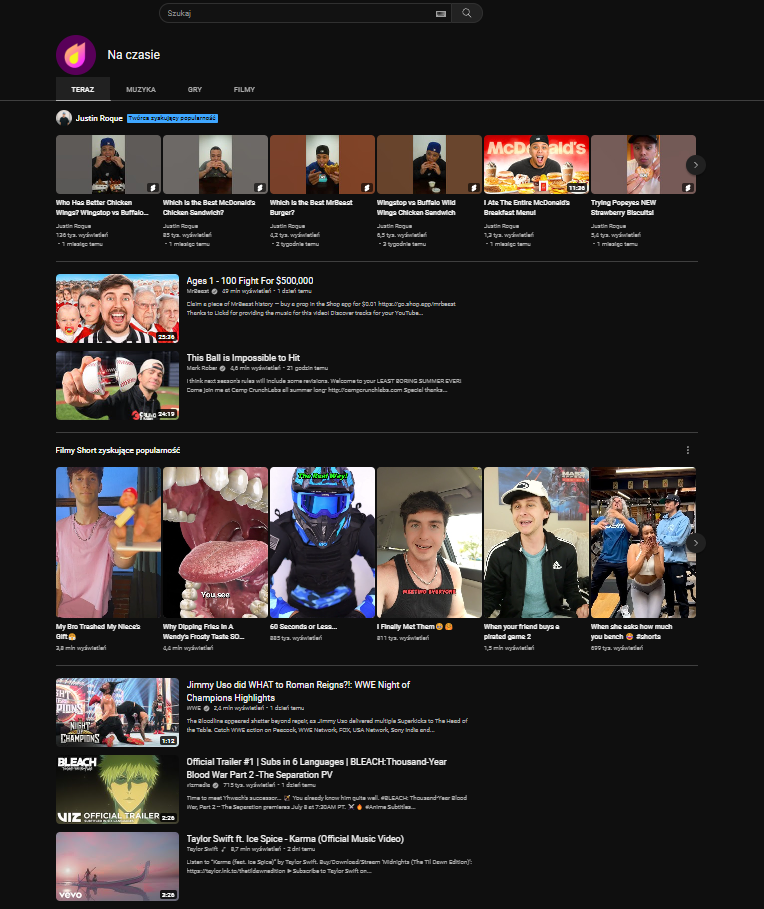 Szukaj
Na czasie
TERAZ
MUZYKA
GRY
FILMY
Justin Roque
Twórca zyskujący popularność
McDonald's
11:26
Who Has Better Chicken
Wings? Wingstop vs Buffalo...
Justin Roque
136 tys. wyświetleń
• 1 miesiąc temu
Which is the Best McDonald's
Chicken Sandwich?
Justin Roque
85 tys. wyświetleń
• 1 miesiąc temu
Which is the Best MrBeast
Burger?
Justin Roque
4,2 tys. wyświetleń
• 2 tygodnie temu
Wingstop vs Buffalo Wild
Wings Chicken Sandwich
Justin Roque
6,5 tys. wyświetleń
• 3 tygodnie temu
I Ate The Entire McDonald's
Breakfast Menu!
Justin Roque
1,3 tys. wyświetleń
• 1 miesiąc temu
Trying Popeyes NEW
Strawberry Biscuits!
Justin Roque
5,4 tys. wyświetleń
• 1 miesiąc temu
25:26
Ages 1 - 100 Fight For $500,000
MrBeast 49 mln wyświetleń • 1 dzień temu
Claim a piece of MrBeast history — buy a prop in the Shop app for $0.01 https://go.shop.app/mrbeast
Thanks to Lickd for providing the music for this video! Discover tracks for your YouTube...
24:19
This Ball is Impossible to Hit
Mark Rober 4,6 mln wyświetleń • 21 godzin temu
I think next season's rules will include some revisions. Welcome to your LEAST BORING SUMMER EVER!
Come join me at Camp CrunchLabs all summer long- http://campcrunchlabs.com Special thanks...
Filmy Short zyskujące popularność
You see
The Best Way!
MEETING EVERYONE
My Bro Trashed My Niece's
Gift😤
3,8 mln wyświetleń
Why Dipping Fries In A
Wendy's Frosty Taste SO...
4,4 mln wyświetleń
60 Seconds or Less...
885 tys. wyświetleń
I Finally Met Them
811 tys. wyświetleń
When your friend buys a
pirated game 2
1,5 mln wyświetleń
When she asks how much
you bench #shorts
699 tys. wyświetleń
NIGHT
CHAMPIONS
1:12
Jimmy Uso did WHAT to Roman Reigns?!: WWE Night of
Champions Highlights
WWE 2,4 mln wyświetleń • 1 dzień temu
The Bloodline appeared shatter beyond repair, as Jimmy Uso delivered multiple Superkicks to The Head of
the Table. Catch WWE action on Peacock, WWE Network, FOX, USA Network, Sony India and...
BLEACH
VIZ OFFICIAL TRAILER
2:26
Official Trailer #1 | Subs in 6 Languages | BLEACH:Thousand-Year
Blood War Part 2 -The Separation PV
vizmedia 715 tys. wyświetleń • 1 dzień temu
Time to meet Yhwach's successor... You already know him quite well. #BLEACH: Thousand-Year Blood
War, Part 2 – The Separation premieres July 8 at 7:30AM PT. ⚔ 🔥 #Anime Subtitles...
vevo
3:26
Taylor Swift ft. Ice Spice - Karma (Official Music Video)
Taylor Swift ♪ 8,7 mln wyświetleń • 2 dni temu
Listen to "Karma (feat. Ice Spice)" by Taylor Swift. Buy/Download/Stream 'Midnights (The Til Dawn Edition)':
https://taylor.lnk.to/thetildawnedition ►Subscribe to Taylor Swift on...